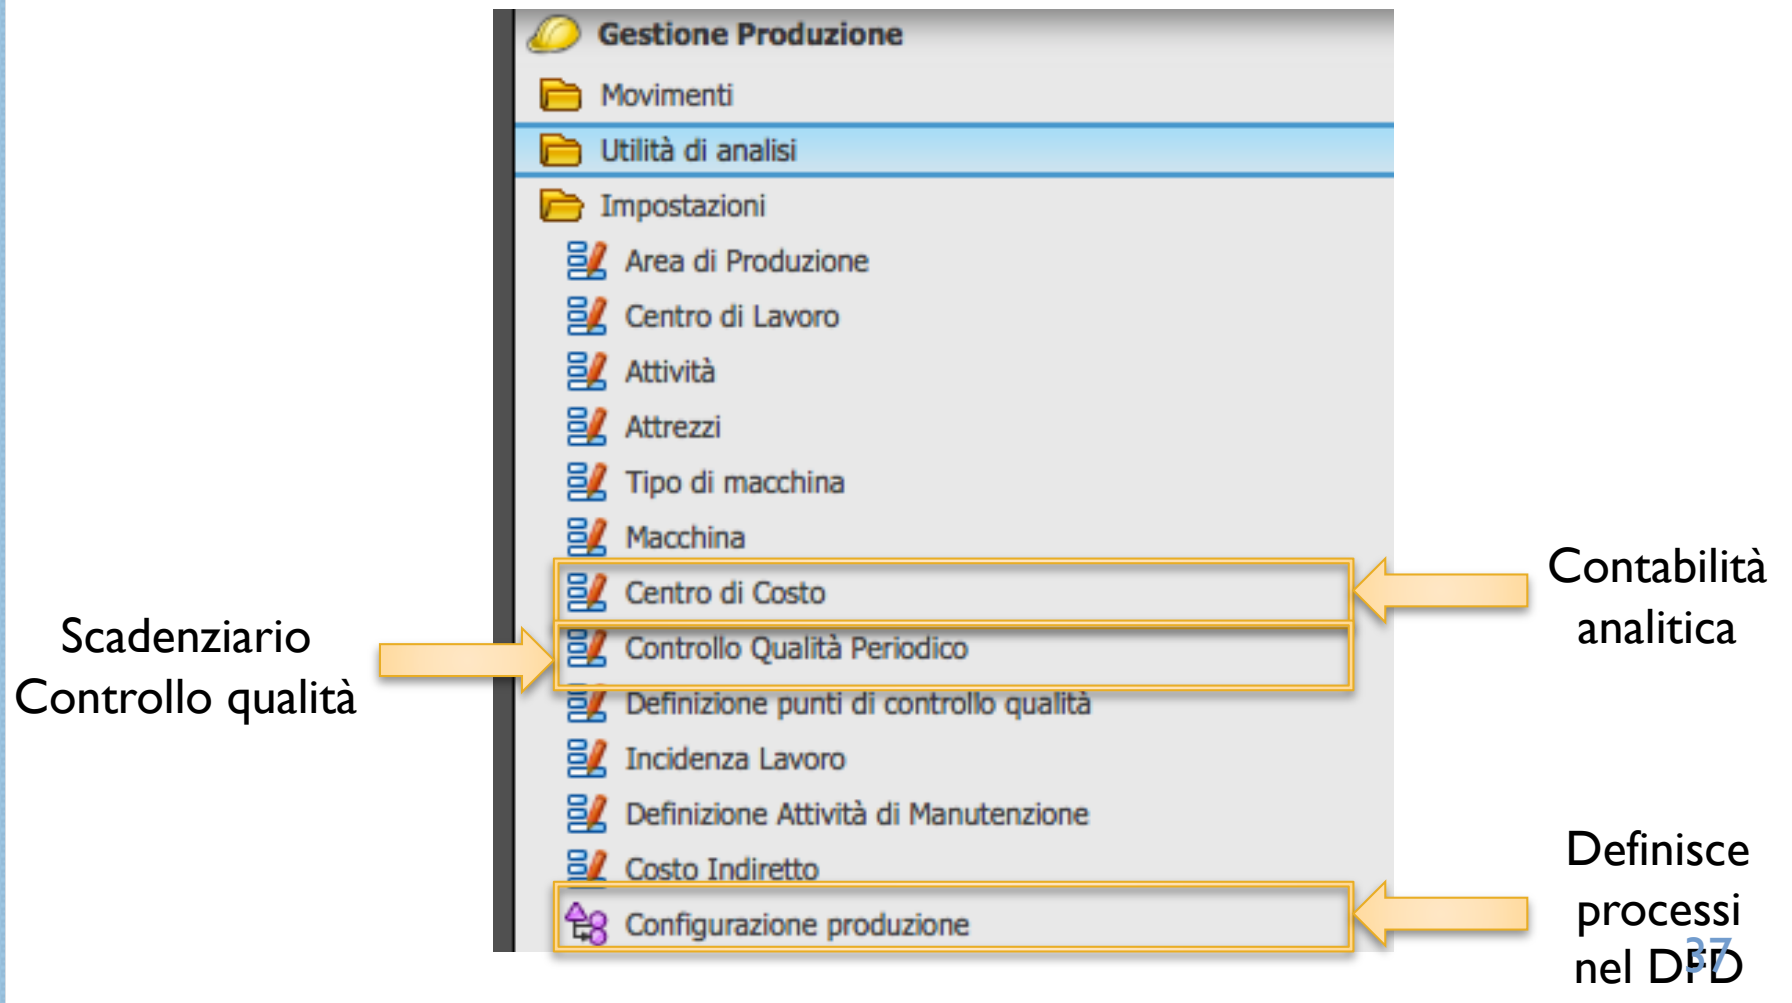 Gestione Produzione
Movimenti
Utilità di analisi
Impostazioni
Area di Produzione
Centro di Lavoro
Attività
Attrezzi
Tipo di macchina
Macchina
Centro di Costo
Controllo Qualità Periodico
Definizione punti di controllo qualità
Incidenza Lavoro
Definizione Attività di Manutenzione
Costo Indiretto
Configurazione produzione
Scadenziario
Controllo qualità
Contabilità
analitica
Definisce
processi
nel DFD
37